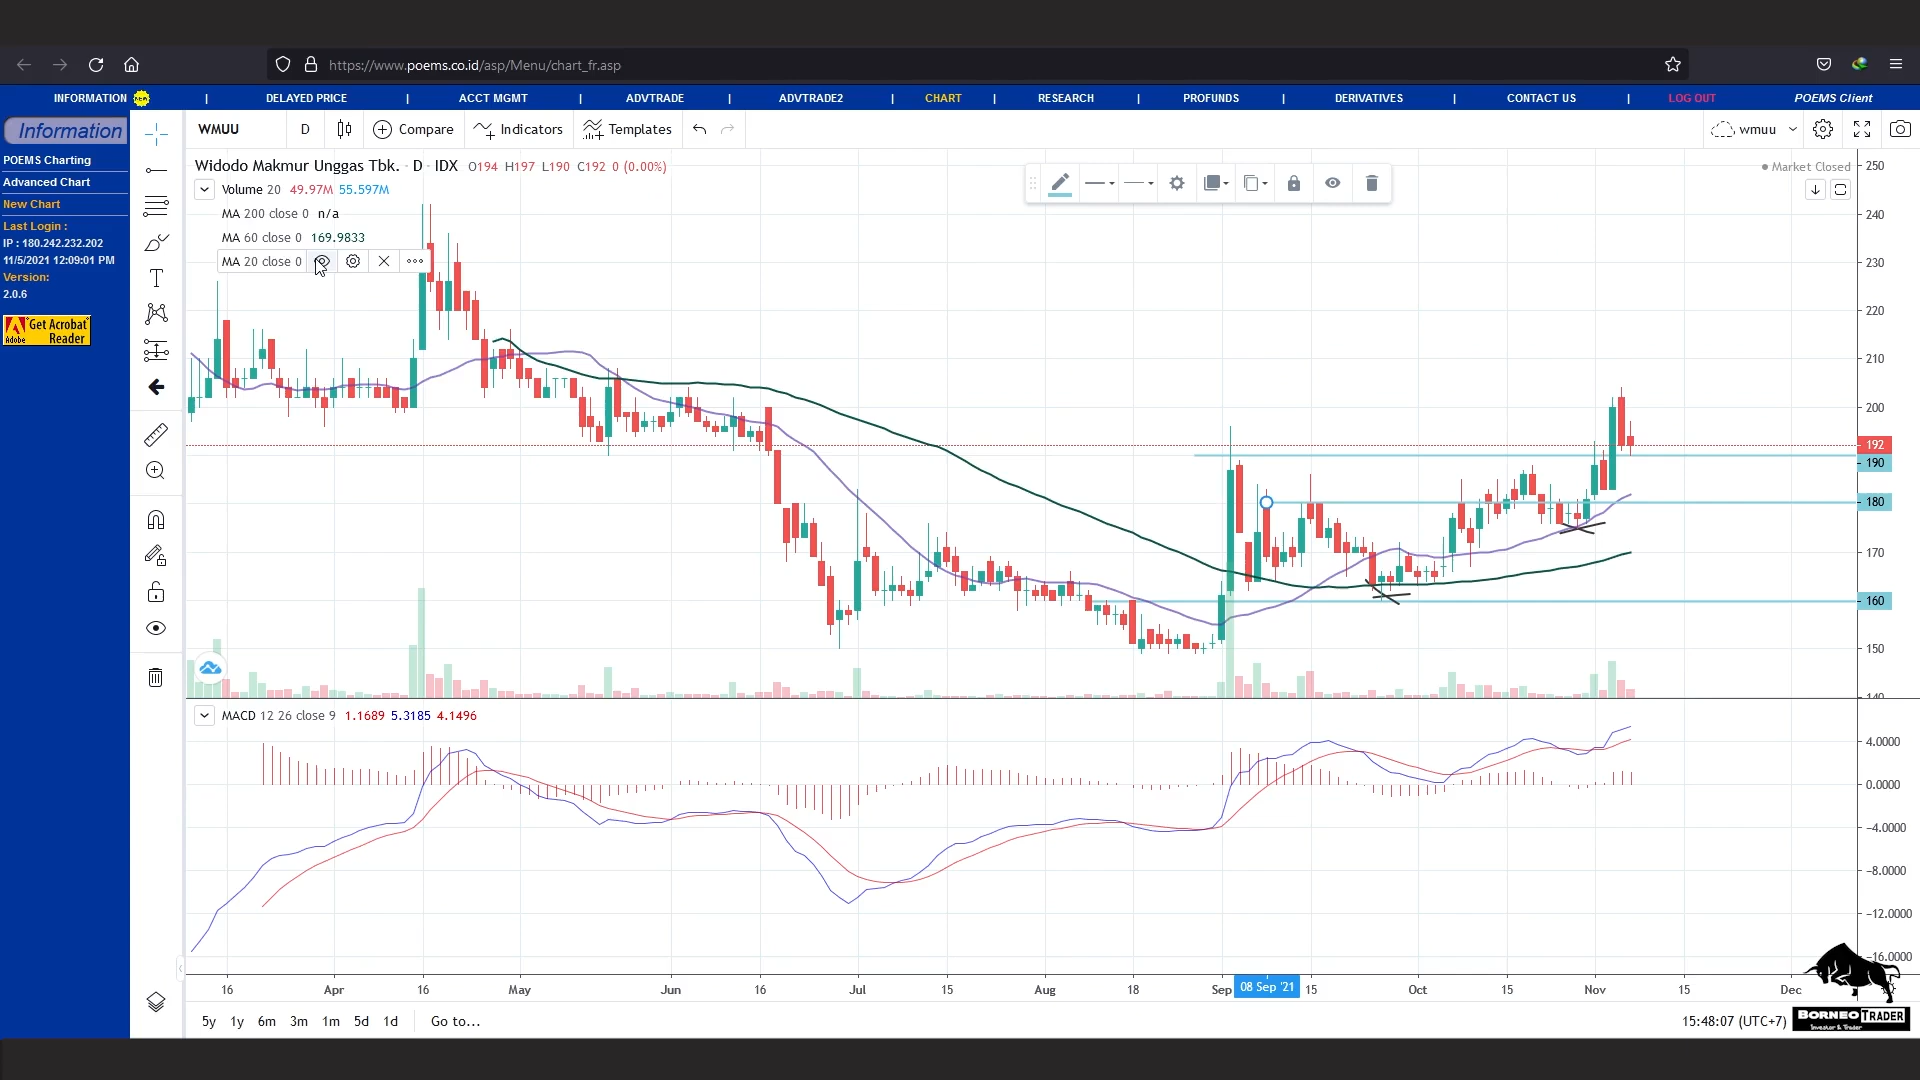 https://www.poems.co.id/asp/Menu/chart_fr.asp
INFORMATION NEW | DELAYED PRICE | ACCT MGMT | ADVTRADE | ADVTRADE2 | CHART | RESEARCH | PROFUNDS | DERIVATIVES | CONTACT US | LOG OUT POEMS Client
Information
POEMS Charting
Advanced Chart
New Chart
Last Login :
IP : 180.242.232.202
11/5/2021 12:09:01 PM
Version:
2.0.6
Get Acrobat
Adobe Reader
WMUU D Compare Indicators Templates wmuu
Widodo Makmur Unggas Tbk. · D · IDX O194 H197 L190 C192 0 (0.00%)
Market Closed
Volume 20 49.97M 55.597M
MA 200 close 0 n/a
MA 60 close 0 169.9833
MA 20 close 0
250
240
230
220
210
200
192
190
180
170
160
150
140
MACD 12 26 close 9 1.1689 5.3185 4.1496
4.0000
0.0000
−4.0000
−8.0000
−12.0000
−16.0000
16 Apr 16 May Jun 16 Jul 15 Aug 18 Sep 08 Sep '21 15 Oct 15 Nov 15 Dec
5y 1y 6m 3m 1m 5d 1d Go to...
15:48:07 (UTC+7)
BORNEO TRADER
Investor & Trader